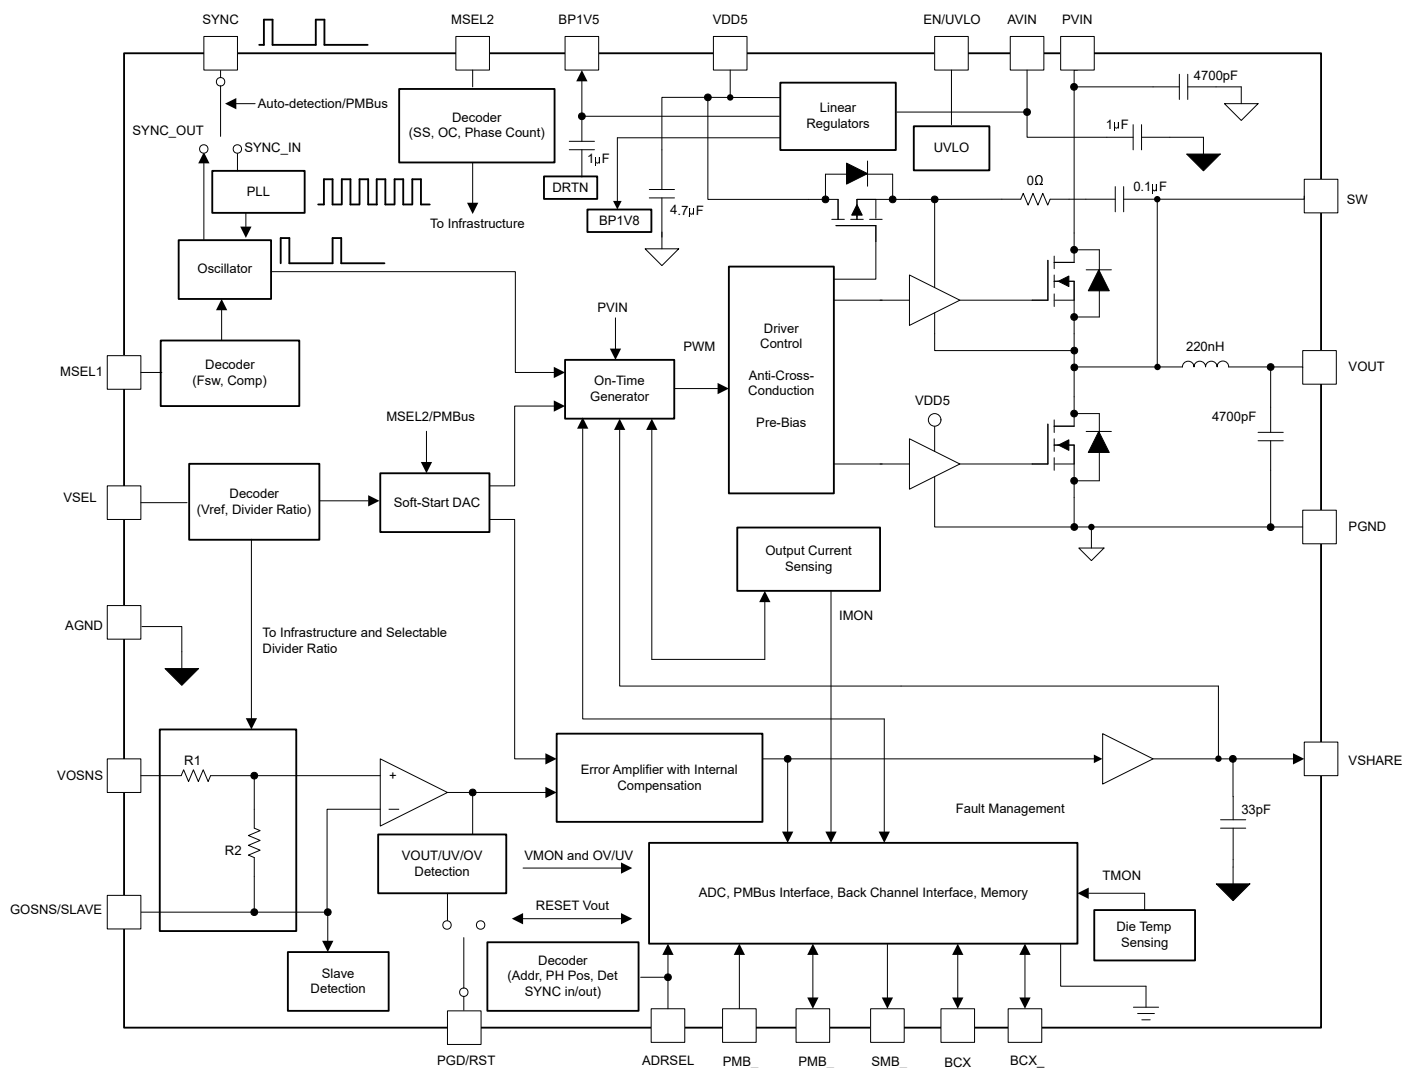 SYNC
MSEL2
BP1V5
VDD5
EN/UVLO
AVIN
PVIN
4700pF
Auto-detection/PMBus
Decoder
(SS, OC, Phase Count)
Linear
Regulators
SYNC_OUT
SYNC_IN
1µF
UVLO
1µF
PLL
DRTN
0Ω
0.1µF
SW
To Infrastructure
BP1V8
4.7µF
Oscillator
PVIN
Driver
Control
Anti-Cross-
Conduction
Pre-Bias
PWM
220nH
VOUT
MSEL1
Decoder
(Fsw, Comp)
On-Time
Generator
MSEL2/PMBus
VDD5
4700pF
VSEL
Decoder
(Vref, Divider Ratio)
Soft-Start DAC
PGND
Output Current
Sensing
IMON
AGND
To Infrastructure and Selectable
Divider Ratio
VOSNS
R1
+
–
Error Amplifier with Internal
Compensation
VSHARE
Fault Management
33pF
R2
VOUT/UV/OV
Detection
VMON and OV/UV
ADC, PMBus Interface, Back Channel Interface, Memory
TMON
GOSNS/SLAVE
RESET Vout
Die Temp
Sensing
Slave
Detection
Decoder
(Addr, PH Pos, Det
SYNC in/out)
PGD/RST
ADRSEL
PMB_
PMB_
SMB_
BCX
BCX_